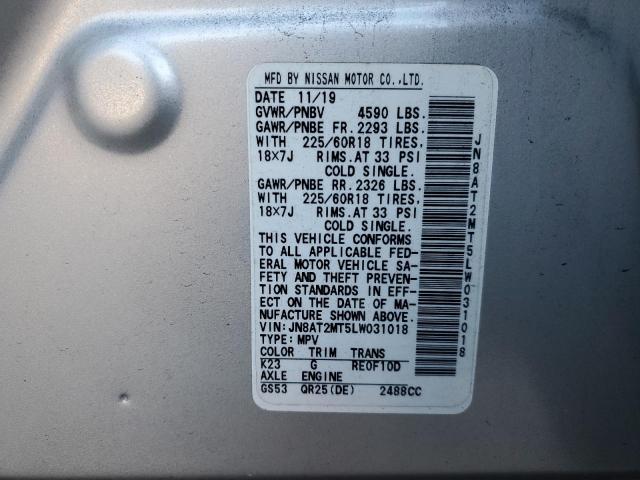 MFD BY NISSAN MOTOR CO.,LTD.
DATE 11/19
GVWR/PNBV 4590 LBS.
GAWR/PNBE FR. 2293 LBS.
WITH 225/60R18 TIRES,
18X7J RIMS.AT 33 PSI
COLD SINGLE.
GAWR/PNBE RR. 2326 LBS.
WITH 225/60R18 TIRES,
18X7J RIMS.AT 33 PSI
COLD SINGLE.
THIS VEHICLE CONFORMS
TO ALL APPLICABLE FED-
ERAL MOTOR VEHICLE SA-
FETY AND THEFT PREVEN-
TION STANDARDS IN EFF-
ECT ON THE DATE OF MA-
NUFACTURE SHOWN ABOVE.
VIN:JN8AT2MT5LW031018
TYPE:MPV
COLOR TRIM TRANS
K23 G RE0F10D
AXLE ENGINE
GS53 QR25(DE) 2488CC
JN8AT2MT5LW031018